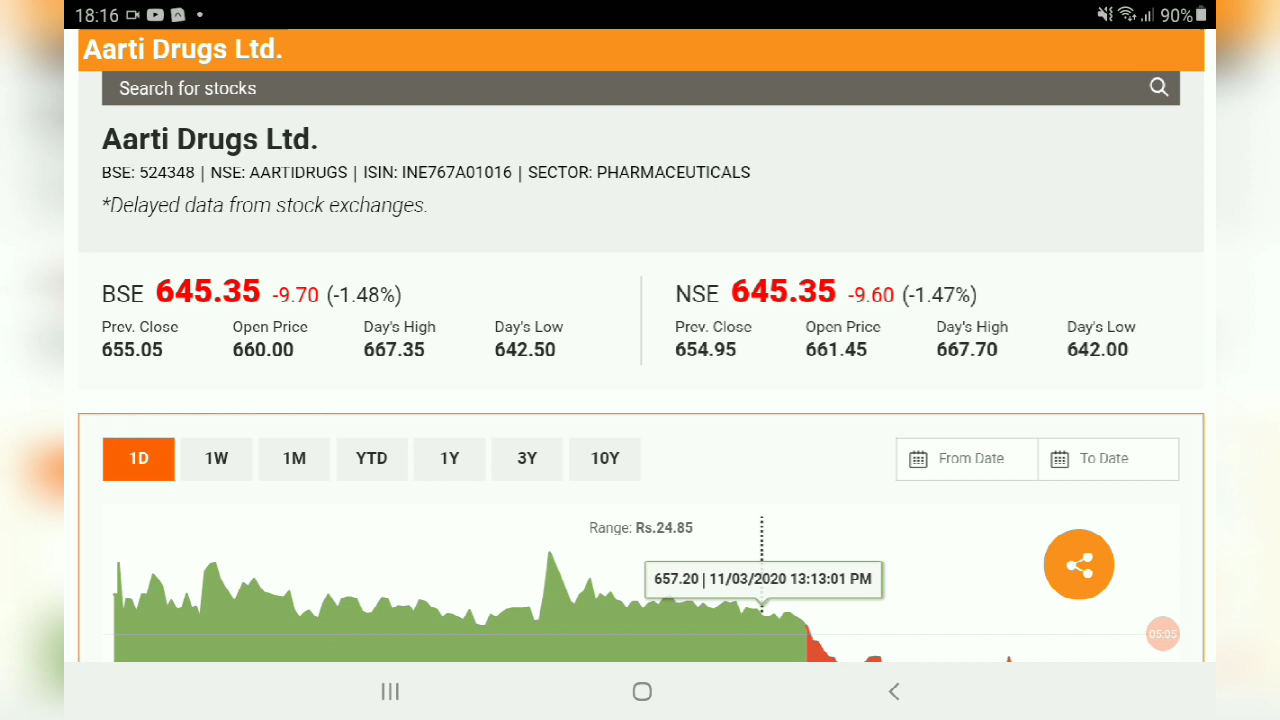 18:16 90%
Aarti Drugs Ltd.
Search for stocks
Aarti Drugs Ltd.
BSE: 524348 | NSE: AARTIDRUGS | ISIN: INE767A01016 | SECTOR: PHARMACEUTICALS
*Delayed data from stock exchanges.
BSE 645.35 -9.70 (-1.48%)
Prev. Close Open Price Day's High Day's Low
655.05 660.00 667.35 642.50
NSE 645.35 -9.60 (-1.47%)
Prev. Close Open Price Day's High Day's Low
654.95 661.45 667.70 642.00
1D 1W 1M YTD 1Y 3Y 10Y From Date To Date
Range: Rs.24.85
657.20 | 11/03/2020 13:13:01 PM
05:05